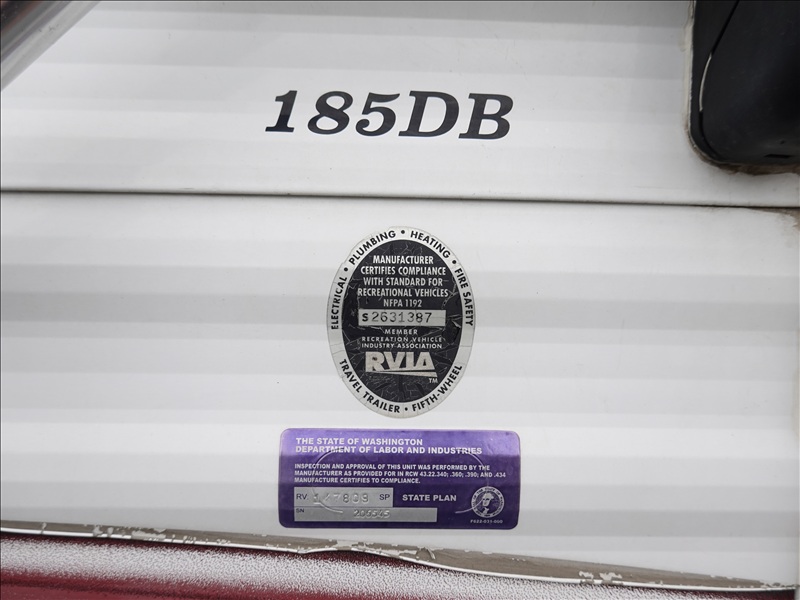 185DB
ELECTRICAL • PLUMBING • HEATING • FIRE SAFETY
MANUFACTURER
CERTIFIES COMPLIANCE
WITH STANDARD FOR
RECREATIONAL VEHICLES
NFPA 1192
S 2631387
MEMBER
RECREATION VEHICLE
INDUSTRY ASSOCIATION
RVIA
TM
TRAVEL TRAILER • FIFTH-WHEEL
THE STATE OF WASHINGTON
DEPARTMENT OF LABOR AND INDUSTRIES
INSPECTION AND APPROVAL OF THIS UNIT WAS PERFORMED BY THE
MANUFACTURER AS PROVIDED FOR IN RCW 43.22.340; .360; .390; AND .434
MANUFACTURE CERTIFIES TO COMPLIANCE.
RV SP STATE PLAN
SN